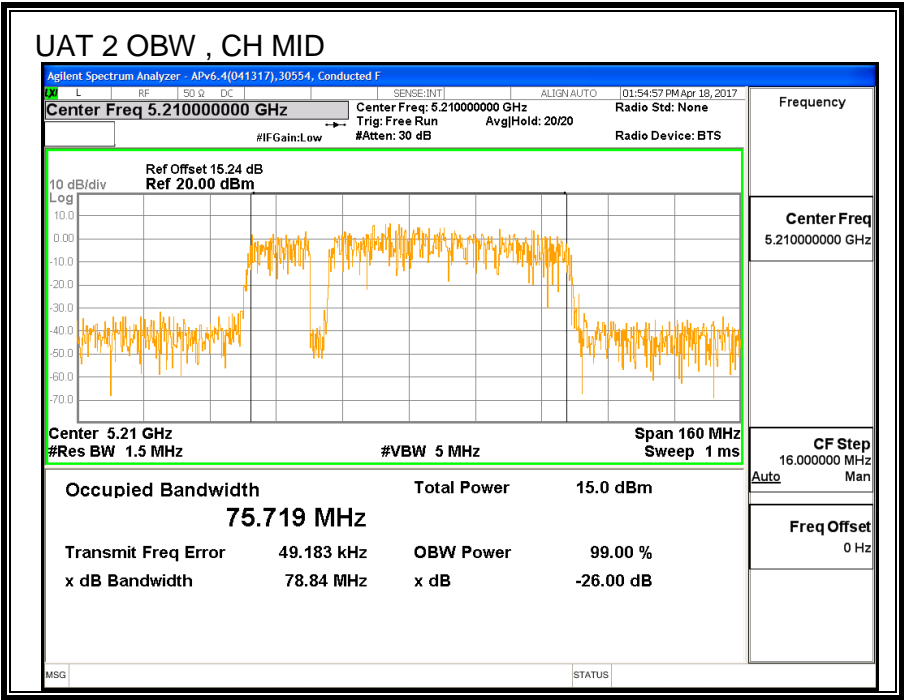 UAT 2 OBW , CH MID
Agilent Spectrum Analyzer - APv6.4(041317),30554, Conducted F
LXI L RF 50 Ω DC SENSE:INT ALIGN AUTO 01:54:57 PM Apr 18, 2017
Center Freq 5.210000000 GHz
Center Freq: 5.210000000 GHz
Radio Std: None
Trig: Free Run Avg|Hold: 20/20
#IFGain:Low
#Atten: 30 dB
Radio Device: BTS
Frequency
Ref Offset 15.24 dB
10 dB/div Ref 20.00 dBm
Log
10.0
0.00
-10.0
-20.0
-30.0
-40.0
-50.0
-60.0
-70.0
Center 5.21 GHz Span 160 MHz
#Res BW 1.5 MHz #VBW 5 MHz Sweep 1 ms
Center Freq
5.210000000 GHz
CF Step
16.000000 MHz
Auto Man
Freq Offset
0 Hz
Occupied Bandwidth Total Power 15.0 dBm
75.719 MHz
Transmit Freq Error 49.183 kHz OBW Power 99.00 %
x dB Bandwidth 78.84 MHz x dB -26.00 dB
MSG STATUS